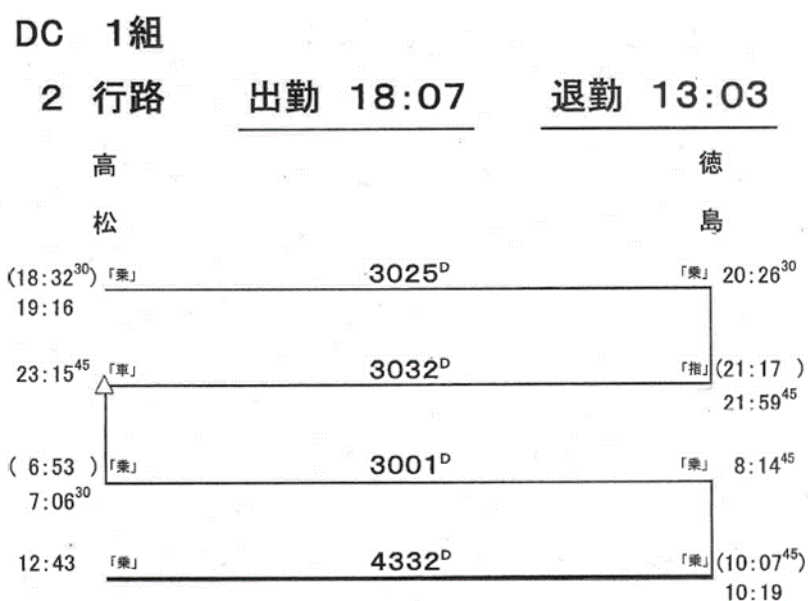 DC 1組
2 行路 出勤 18:07 退勤 13:03
高松 徳島
(18:32³⁰) 「乗」 3025ᴰ 「乗」 20:26³⁰
19:16
23:15⁴⁵ 「車」 3032ᴰ 「指」 (21:17 )
21:59⁴⁵
( 6:53 ) 「乗」 3001ᴰ 「乗」 8:14⁴⁵
7:06³⁰
12:43 「乗」 4332ᴰ 「乗」 (10:07⁴⁵)
10:19